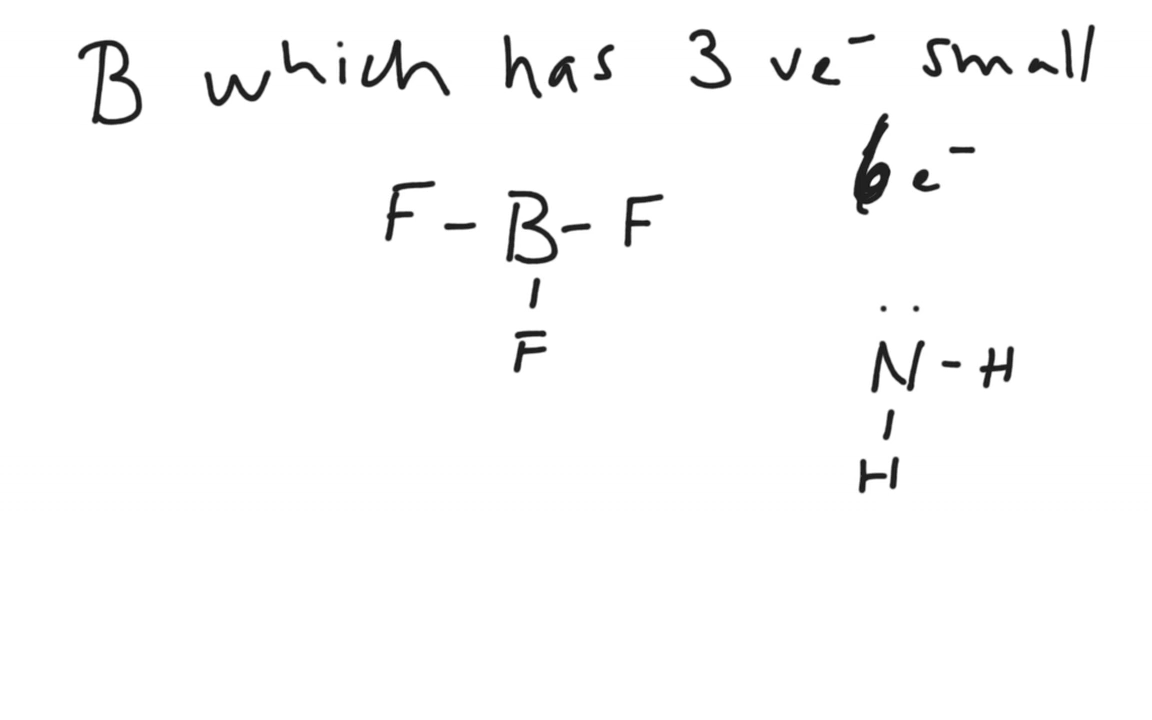 B which has 3 ve⁻ small
6e⁻
F - B - F
F
N - H
H